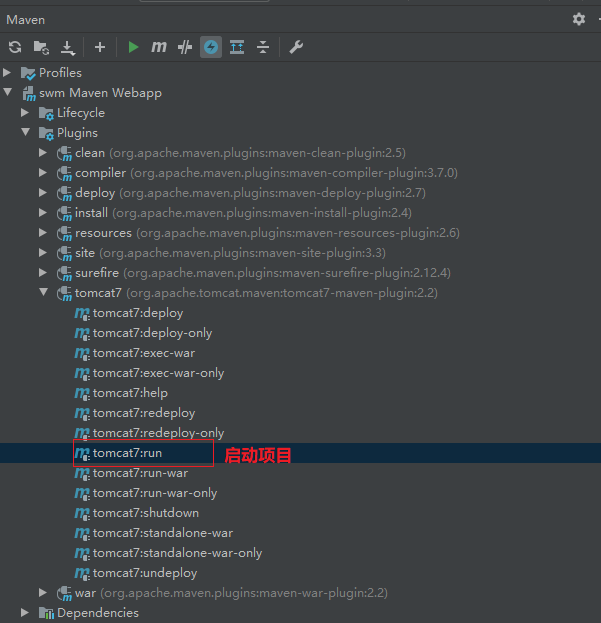 Maven
Profiles
swm Maven Webapp
Lifecycle
Plugins
clean (org.apache.maven.plugins:maven-clean-plugin:2.5)
compiler (org.apache.maven.plugins:maven-compiler-plugin:3.7.0)
deploy (org.apache.maven.plugins:maven-deploy-plugin:2.7)
install (org.apache.maven.plugins:maven-install-plugin:2.4)
resources (org.apache.maven.plugins:maven-resources-plugin:2.6)
site (org.apache.maven.plugins:maven-site-plugin:3.3)
surefire (org.apache.maven.plugins:maven-surefire-plugin:2.12.4)
tomcat7 (org.apache.tomcat.maven:tomcat7-maven-plugin:2.2)
tomcat7:deploy
tomcat7:deploy-only
tomcat7:exec-war
tomcat7:exec-war-only
tomcat7:help
tomcat7:redeploy
tomcat7:redeploy-only
tomcat7:run 启动项目
tomcat7:run-war
tomcat7:run-war-only
tomcat7:shutdown
tomcat7:standalone-war
tomcat7:standalone-war-only
tomcat7:undeploy
war (org.apache.maven.plugins:maven-war-plugin:2.2)
Dependencies